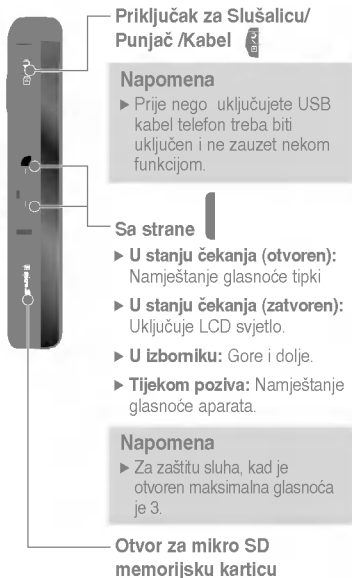 Priključak za Slušalicu/
Punjač /Kabel
Napomena
► Prije nego uključujete USB
kabel telefon treba biti
uključen i ne zauzet nekom
funkcijom.
Sa strane
► U stanju čekanja (otvoren):
Namještanje glasnoće tipki
► U stanju čekanja (zatvoren):
Uključuje LCD svjetlo.
► U izborniku: Gore i dolje.
► Tijekom poziva: Namještanje
glasnoće aparata.
Napomena
► Za zaštitu sluha, kad je
otvoren maksimalna glasnoća
je 3.
Otvor za mikro SD
memorijsku karticu